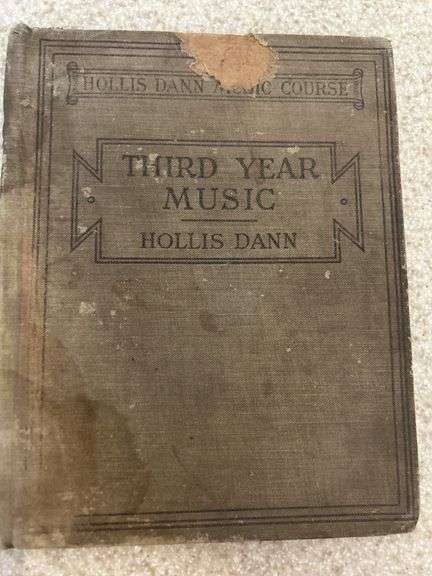 HOLLIS DANN MUSIC COURSE
THIRD YEAR
MUSIC
HOLLIS DANN